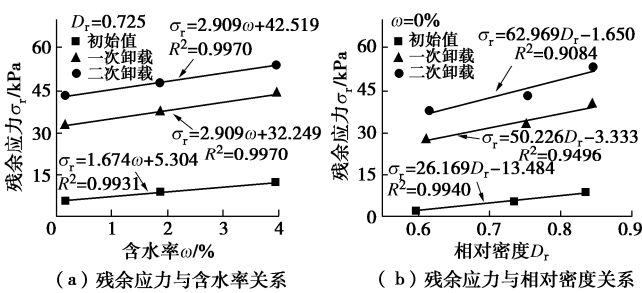 D_r=0.725
σ_r=2.909ω+42.519
R²=0.9970
初始值
一次卸载
二次卸载
σ_r=2.909ω+32.249
R²=0.9970
σ_r=1.674ω+5.304
R²=0.9931
残余应力σ_r/kPa
60
45
30
15
0
1
2
3
4
含水率ω/%
(a)残余应力与含水率关系
ω=0%
σ_r=62.969D_r-1.650
R²=0.9084
初始值
一次卸载
二次卸载
σ_r=50.226D_r-3.333
R²=0.9496
σ_r=26.169D_r-13.484
R²=0.9940
残余应力σ_r/kPa
60
45
30
15
0
0.5
0.6
0.7
0.8
0.9
相对密度D_r
(b)残余应力与相对密度关系